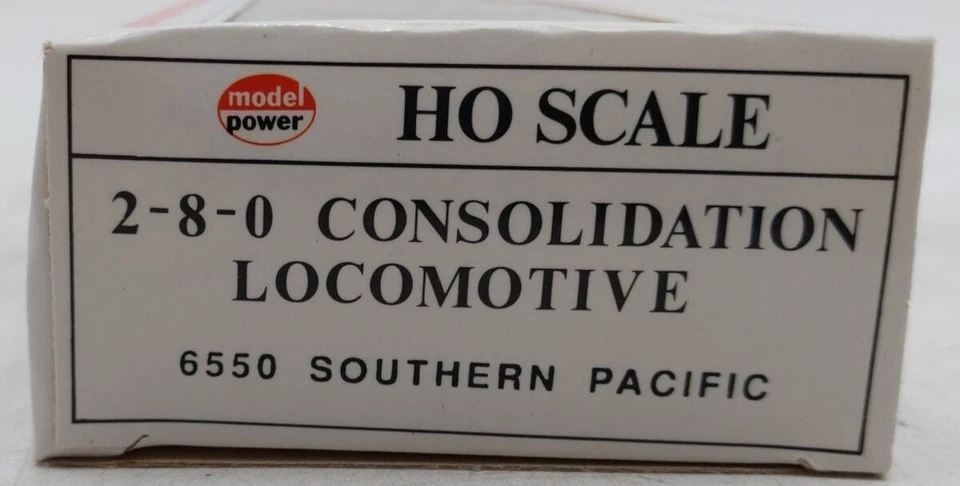 model
power
HO SCALE
2-8-0 CONSOLIDATION
LOCOMOTIVE
6550 SOUTHERN PACIFIC